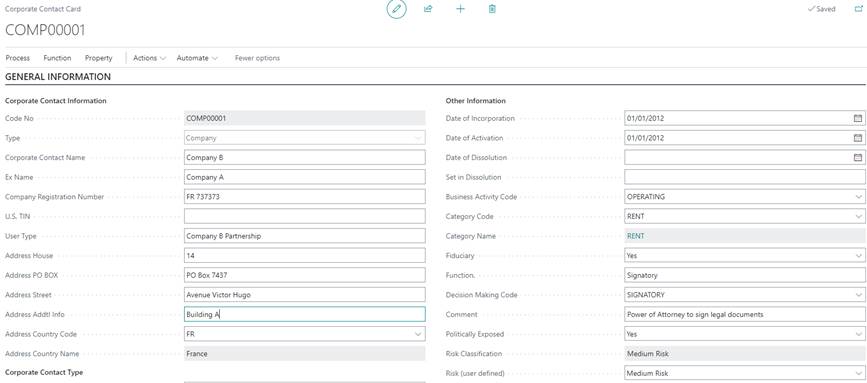 Corporate Contact Card
Saved
COMP00001
Process Function Property Actions Automate Fewer options
GENERAL INFORMATION
Corporate Contact Information
Code No COMP00001
Type Company
Corporate Contact Name Company B
Ex Name Company A
Company Registration Number FR 737373
U.S. TIN
User Type Company B Partnership
Address House 14
Address PO BOX PO Box 7437
Address Street Avenue Victor Hugo
Address Addtl Info Building A
Address Country Code FR
Address Country Name France
Corporate Contact Type
Other Information
Date of Incorporation 01/01/2012
Date of Activation 01/01/2012
Date of Dissolution
Set in Dissolution
Business Activity Code OPERATING
Category Code RENT
Category Name RENT
Fiduciary Yes
Function. Signatory
Decision Making Code SIGNATORY
Comment Power of Attorney to sign legal documents
Politically Exposed Yes
Risk Classification Medium Risk
Risk (user defined) Medium Risk